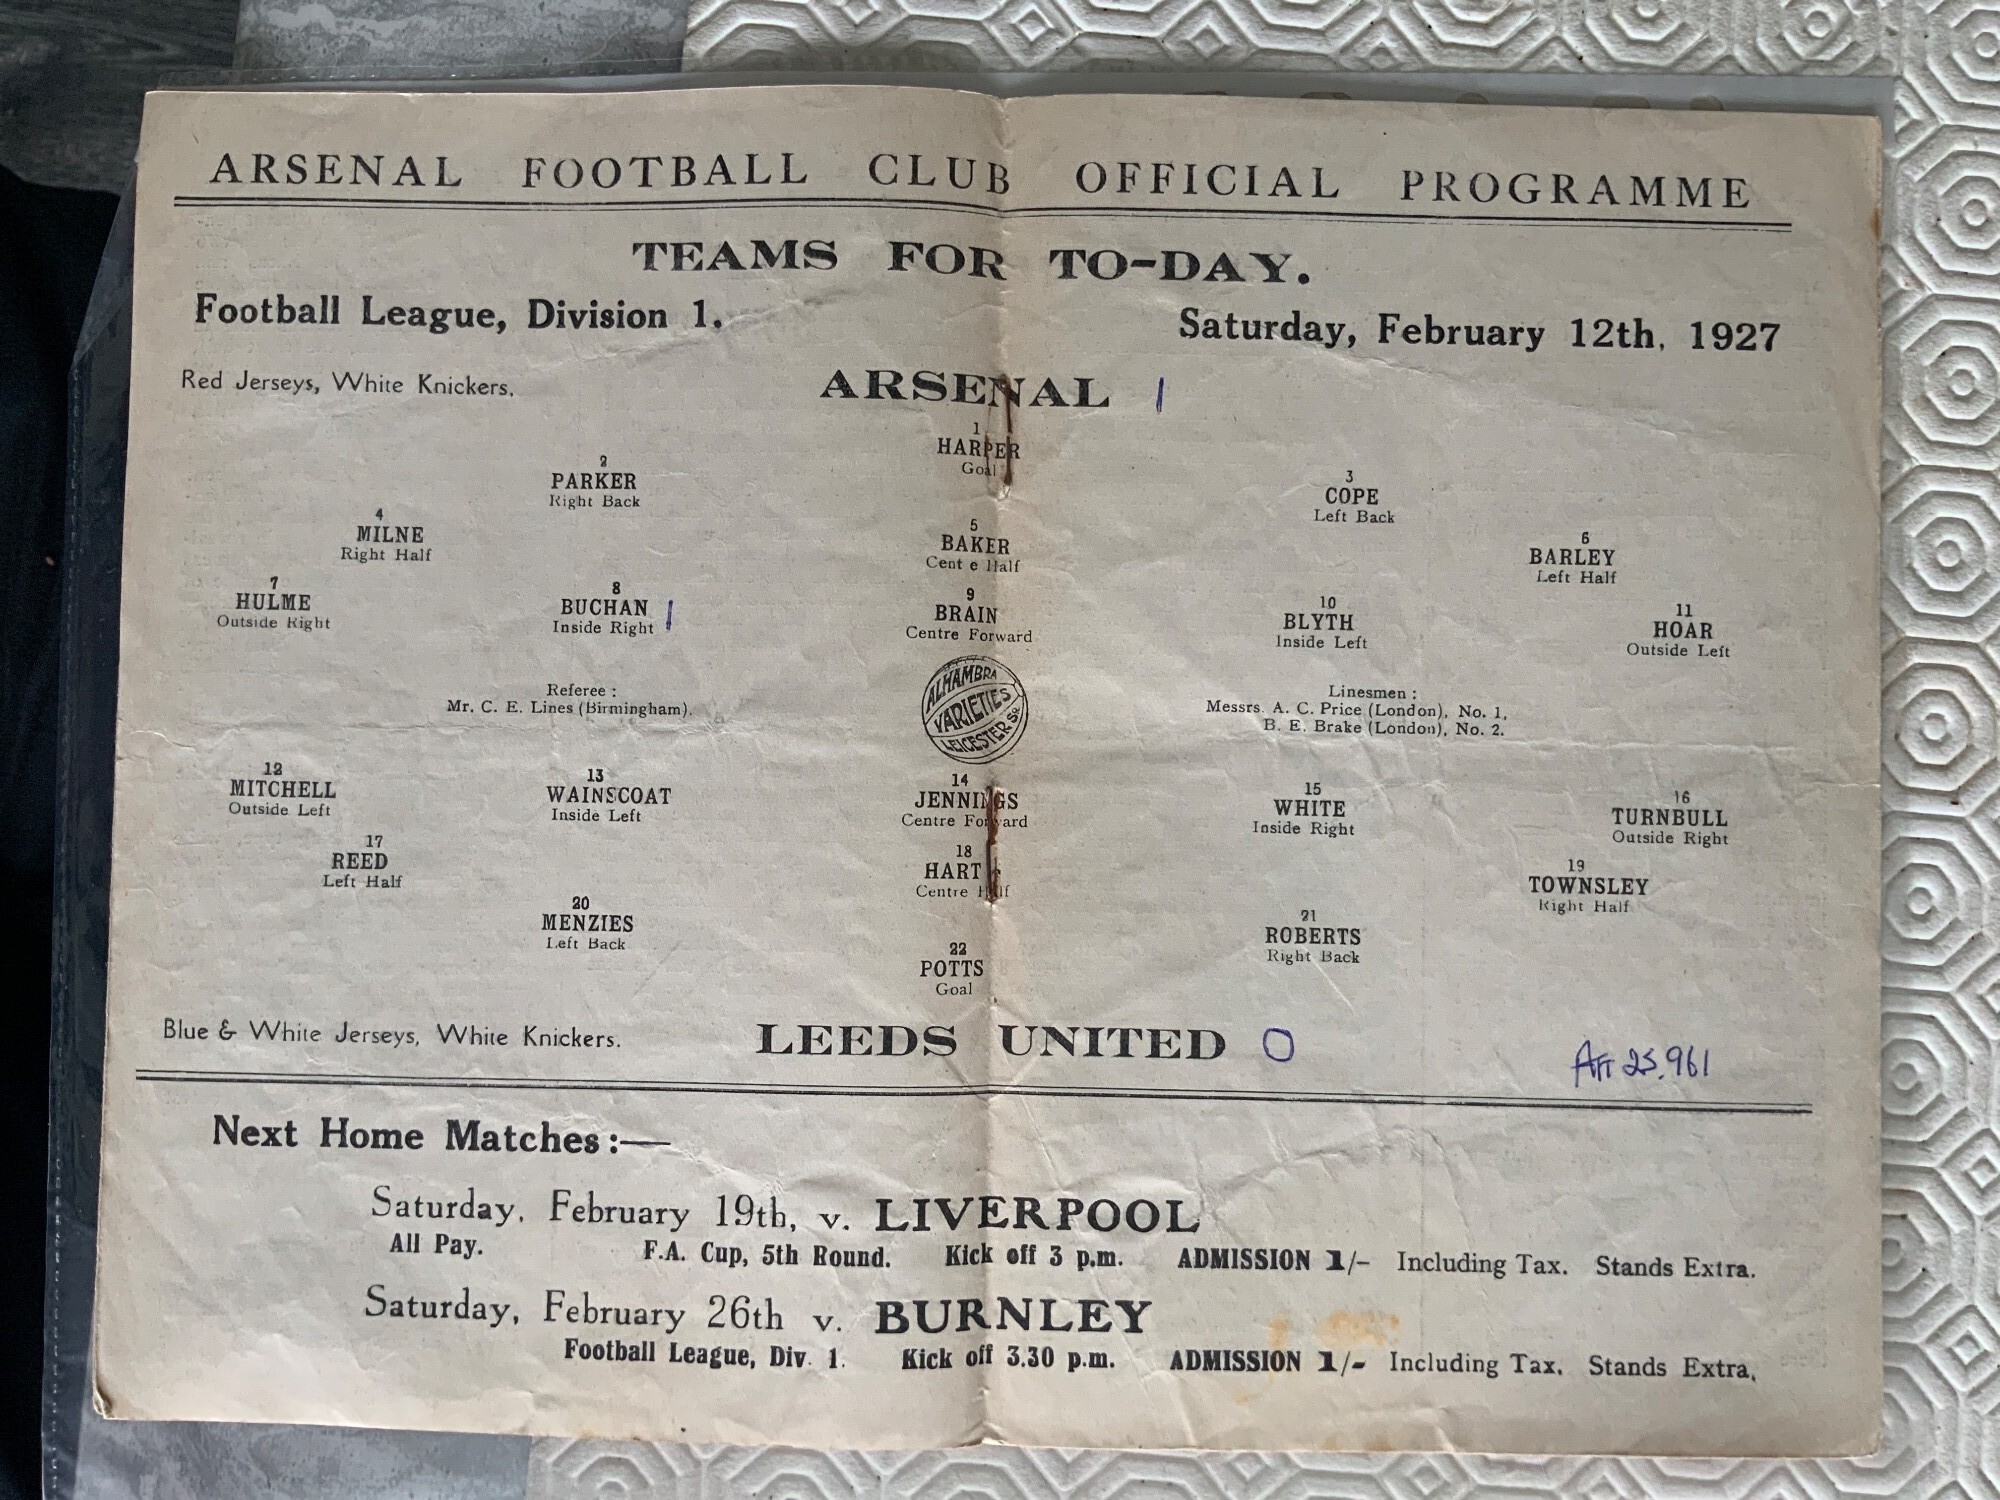 ARSENAL FOOTBALL CLUB OFFICIAL PROGRAMME
TEAMS FOR TO-DAY.
Football League, Division 1. Saturday, February 12th, 1927
Red Jerseys, White Knickers. ARSENAL 1
1
HARPER
Goal
2
PARKER
Right Back
3
COPE
Left Back
4
MILNE
Right Half
5
BAKER
Cent e Half
6
BARLEY
Left Half
7
HULME
Outside Right
8
BUCHAN 1
Inside Right
9
BRAIN
Centre Forward
10
BLYTH
Inside Left
11
HOAR
Outside Left
Referee :
Mr. C. E. Lines (Birmingham).
ALHAMBRA
VARIETIES
LEICESTER SQ
Linesmen :
Messrs. A. C. Price (London), No. 1,
B. E. Brake (London), No. 2.
12
MITCHELL
Outside Left
13
WAINSCOAT
Inside Left
14
JENNINGS
Centre Forward
15
WHITE
Inside Right
16
TURNBULL
Outside Right
17
REED
Left Half
18
HART
Centre Half
19
TOWNSLEY
Right Half
20
MENZIES
Left Back
21
ROBERTS
Right Back
22
POTTS
Goal
Blue & White Jerseys, White Knickers. LEEDS UNITED 0
25,961
Next Home Matches :—
Saturday, February 19th, v. LIVERPOOL
All Pay. F.A. Cup, 5th Round. Kick off 3 p.m. ADMISSION 1/- Including Tax. Stands Extra.
Saturday, February 26th v. BURNLEY
Football League, Div. 1. Kick off 3.30 p.m. ADMISSION 1/- Including Tax. Stands Extra.